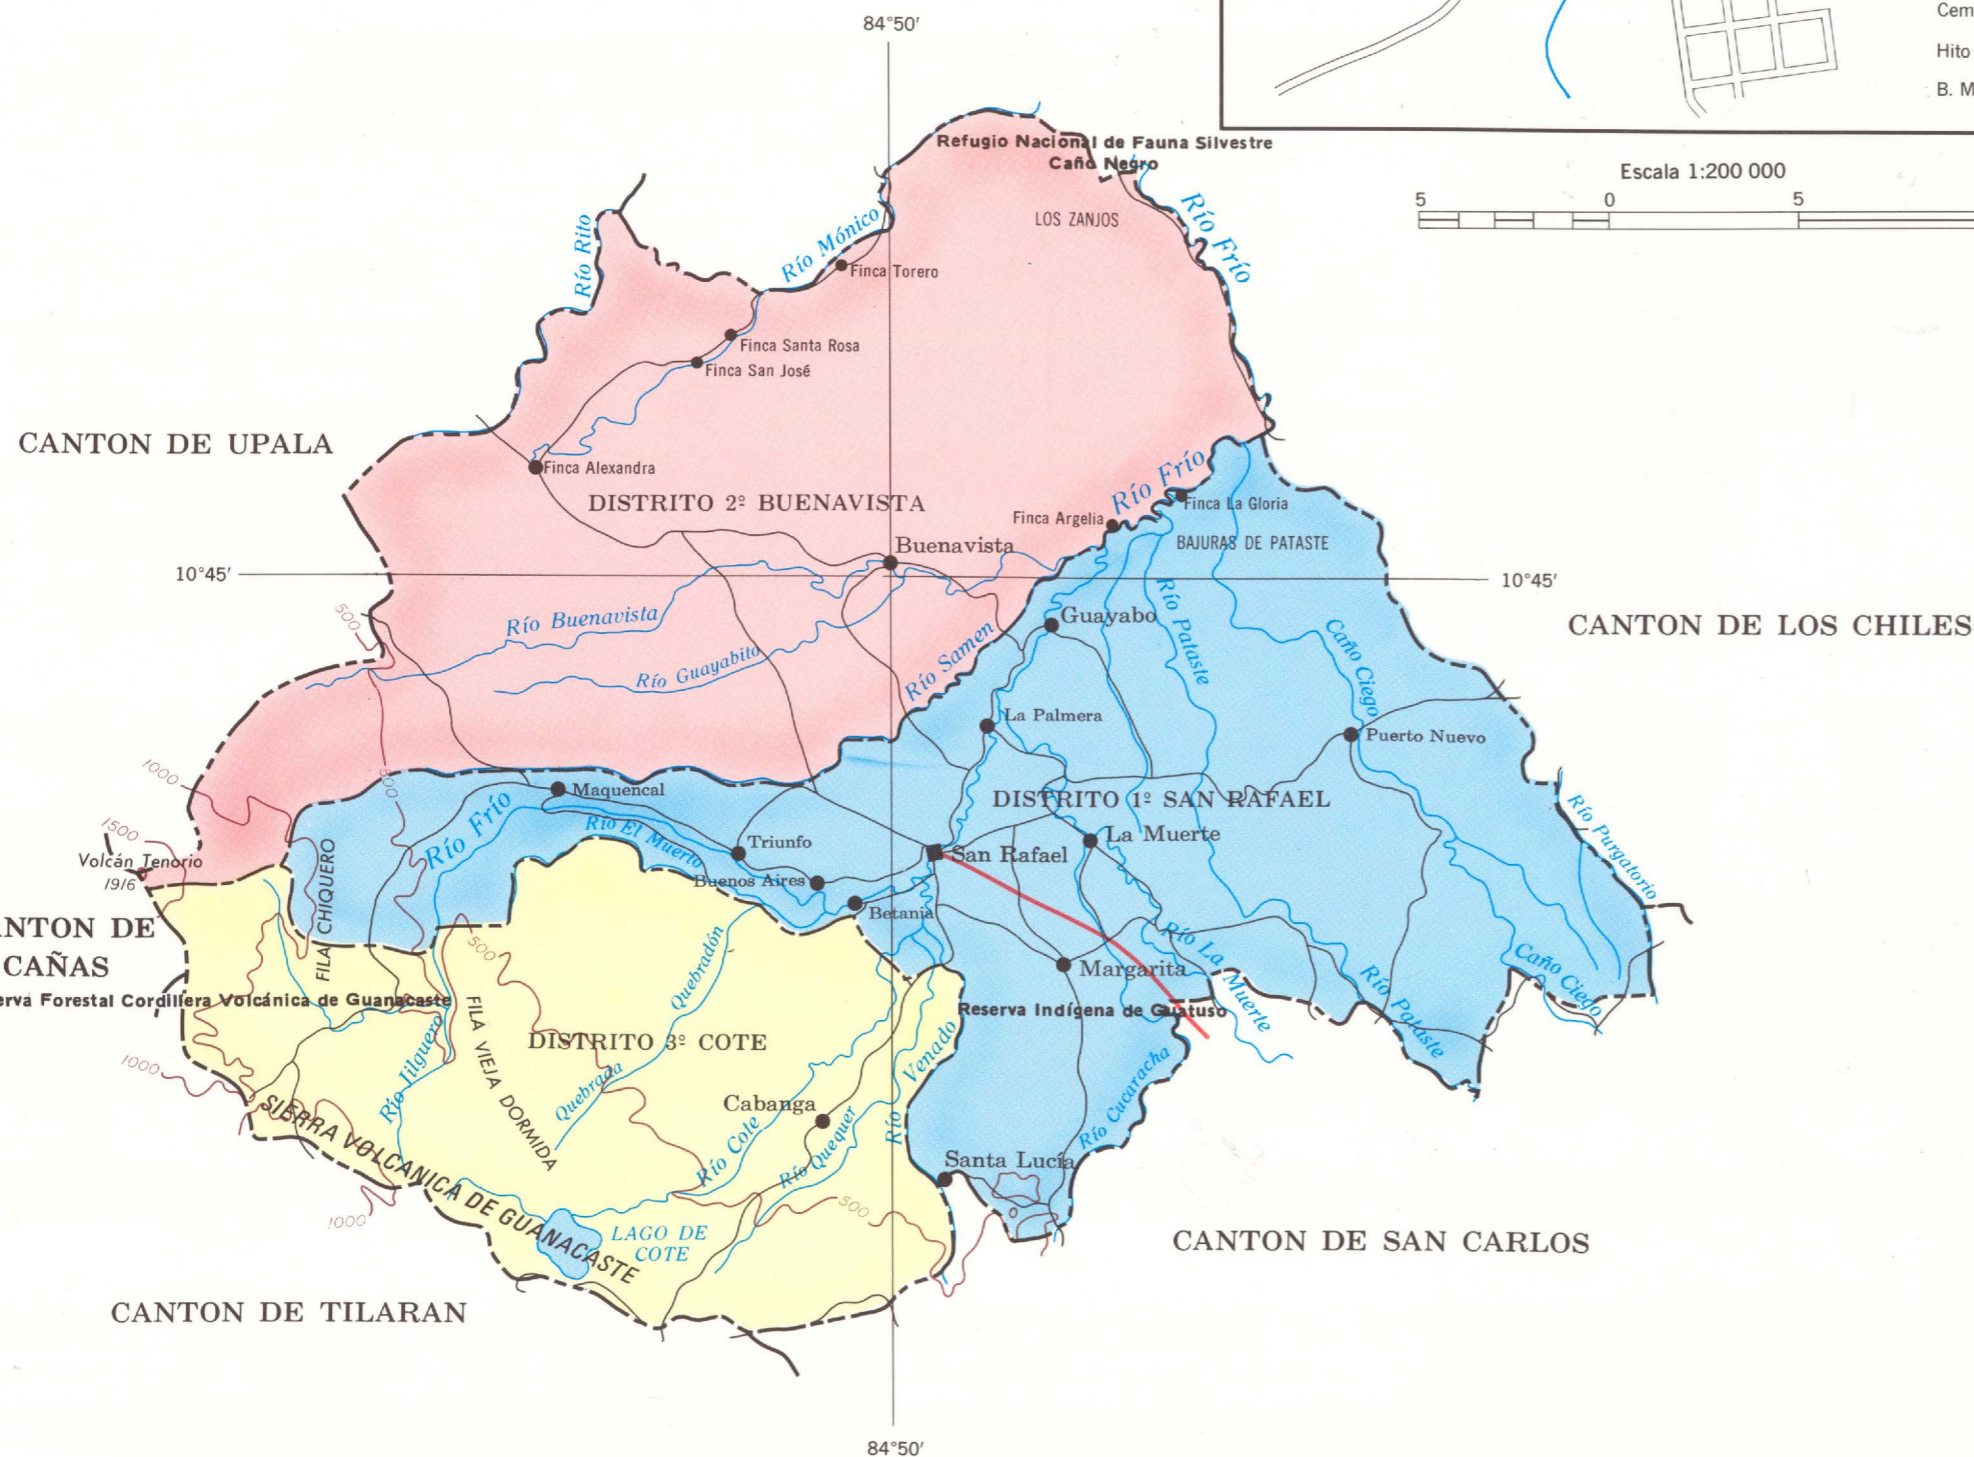 84°50′
Cem
Hito
B. M
Escala 1:200 000
5 0 5
Refugio Nacional de Fauna Silvestre
Caño Negro
LOS ZANJOS
Río Frío
Río Rito
Río Mónico
Finca Torero
Finca Santa Rosa
Finca San José
CANTON DE UPALA
Finca Alexandra
DISTRITO 2º BUENAVISTA
Río Frío
Finca La Gloria
Finca Argelia
BAJURAS DE PATASTE
Buenavista
10°45′
10°45′
500
Río Buenavista
Río Guayabito
Río Samen
Guayabo
Río Pataste
Caño Ciego
CANTON DE LOS CHILES
La Palmera
Puerto Nuevo
1000
500
Maquencal
DISTRITO 1º SAN RAFAEL
Río Frío
Río El Muerto
Triunfo
La Muerte
San Rafael
Río Purgatorio
1500
Volcán Tenorio
1916
FILA CHIQUERO
Buenos Aires
Betania
ANTON DE
CAÑAS
500
Quebradón
Margarita
Río La Muerte
Río Pataste
Caño Ciego
erva Forestal Cordillera Volcánica de Guanacaste
Reserva Indígena de Guatuso
FILA VIEJA DORMIDA
DISTRITO 3º COTE
Río Jilguero
Quebrada
Río Venado
Río Cucaracha
1000
SIERRA VOLCANICA DE GUANACASTE
Cabanga
Río Cote
Río Quequer
Santa Lucía
1000
500
LAGO DE
COTE
CANTON DE SAN CARLOS
CANTON DE TILARAN
84°50′